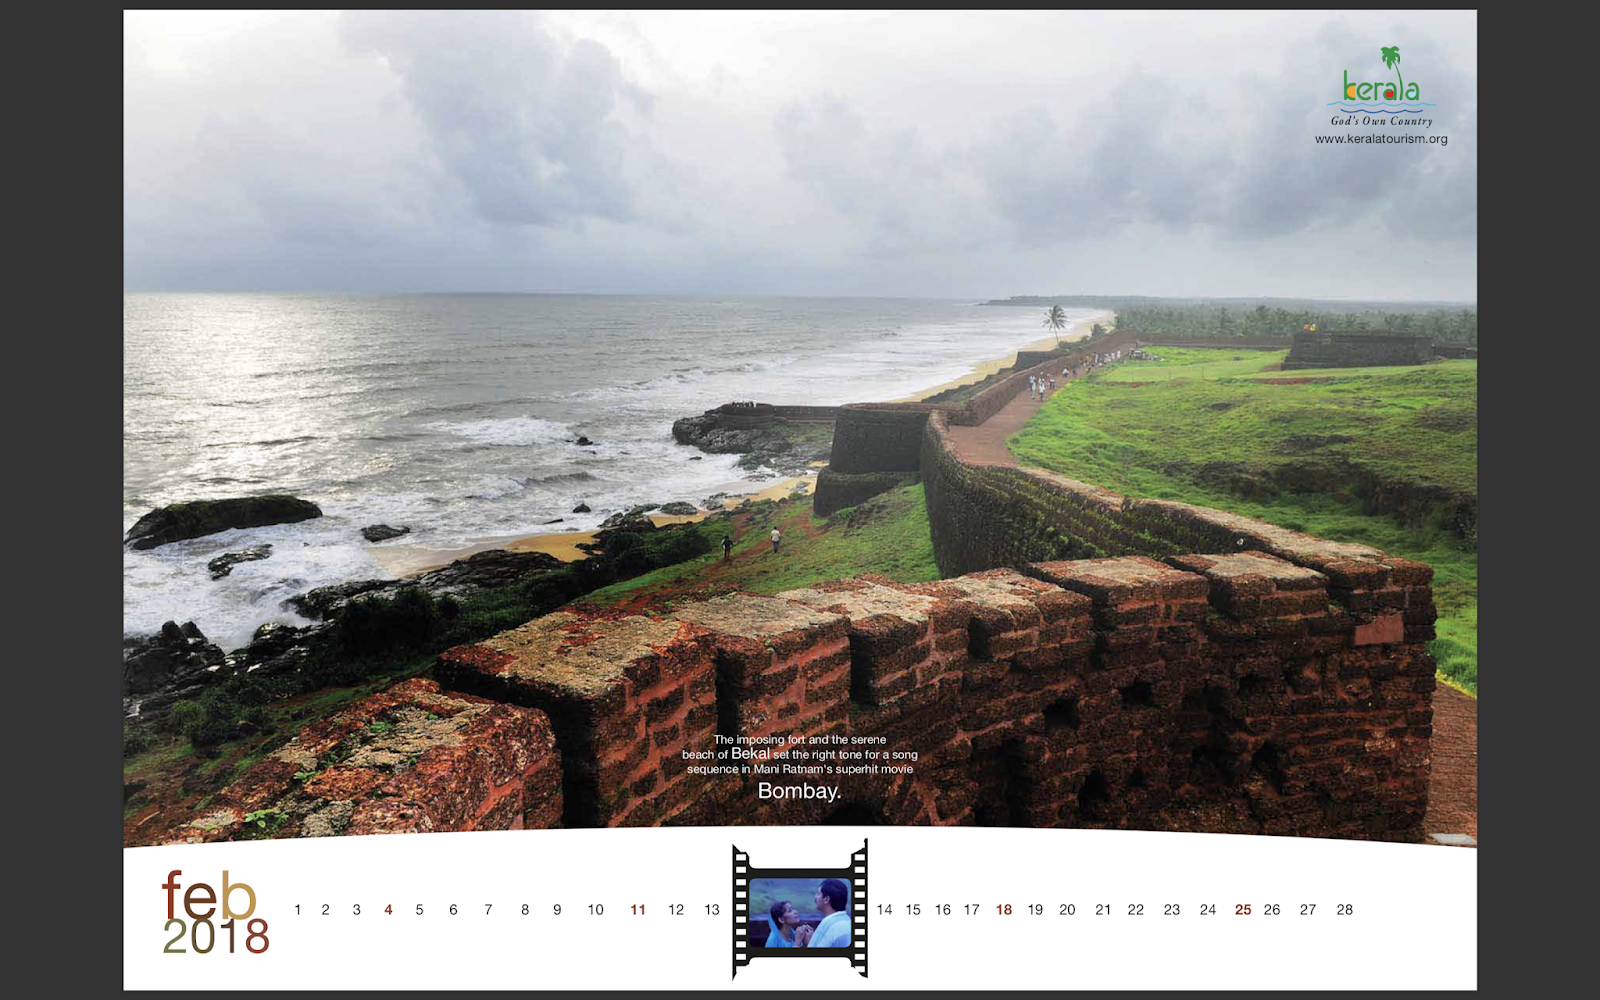 kerala
God's Own Country
www.keralatourism.org
The imposing fort and the serene
beach of Bekal set the right tone for a song
sequence in Mani Ratnam's superhit movie
Bombay.
feb
2018
1 2 3 4 5 6 7 8 9 10 11 12 13 14 15 16 17 18 19 20 21 22 23 24 25 26 27 28